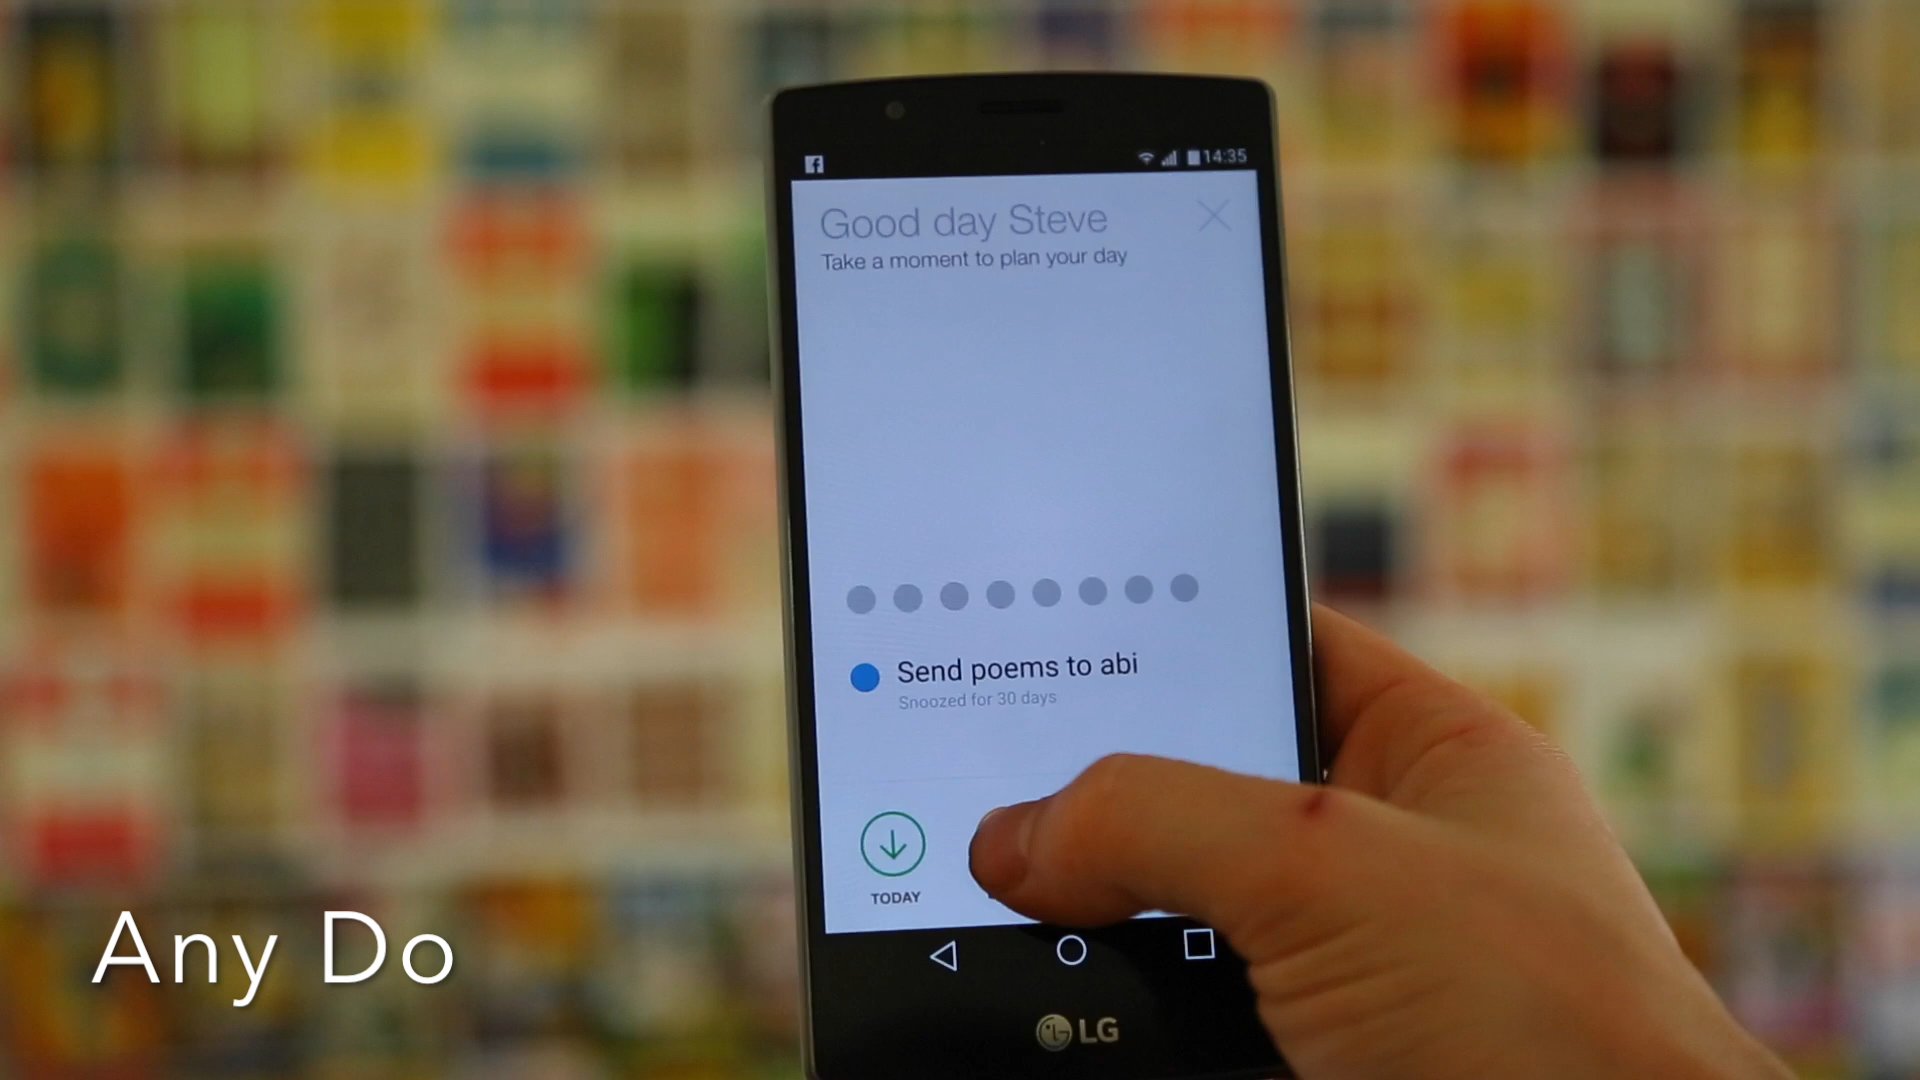 14:35
Good day Steve
Take a moment to plan your day
Send poems to abi
Snoozed for 30 days
TODAY
Any Do
LG